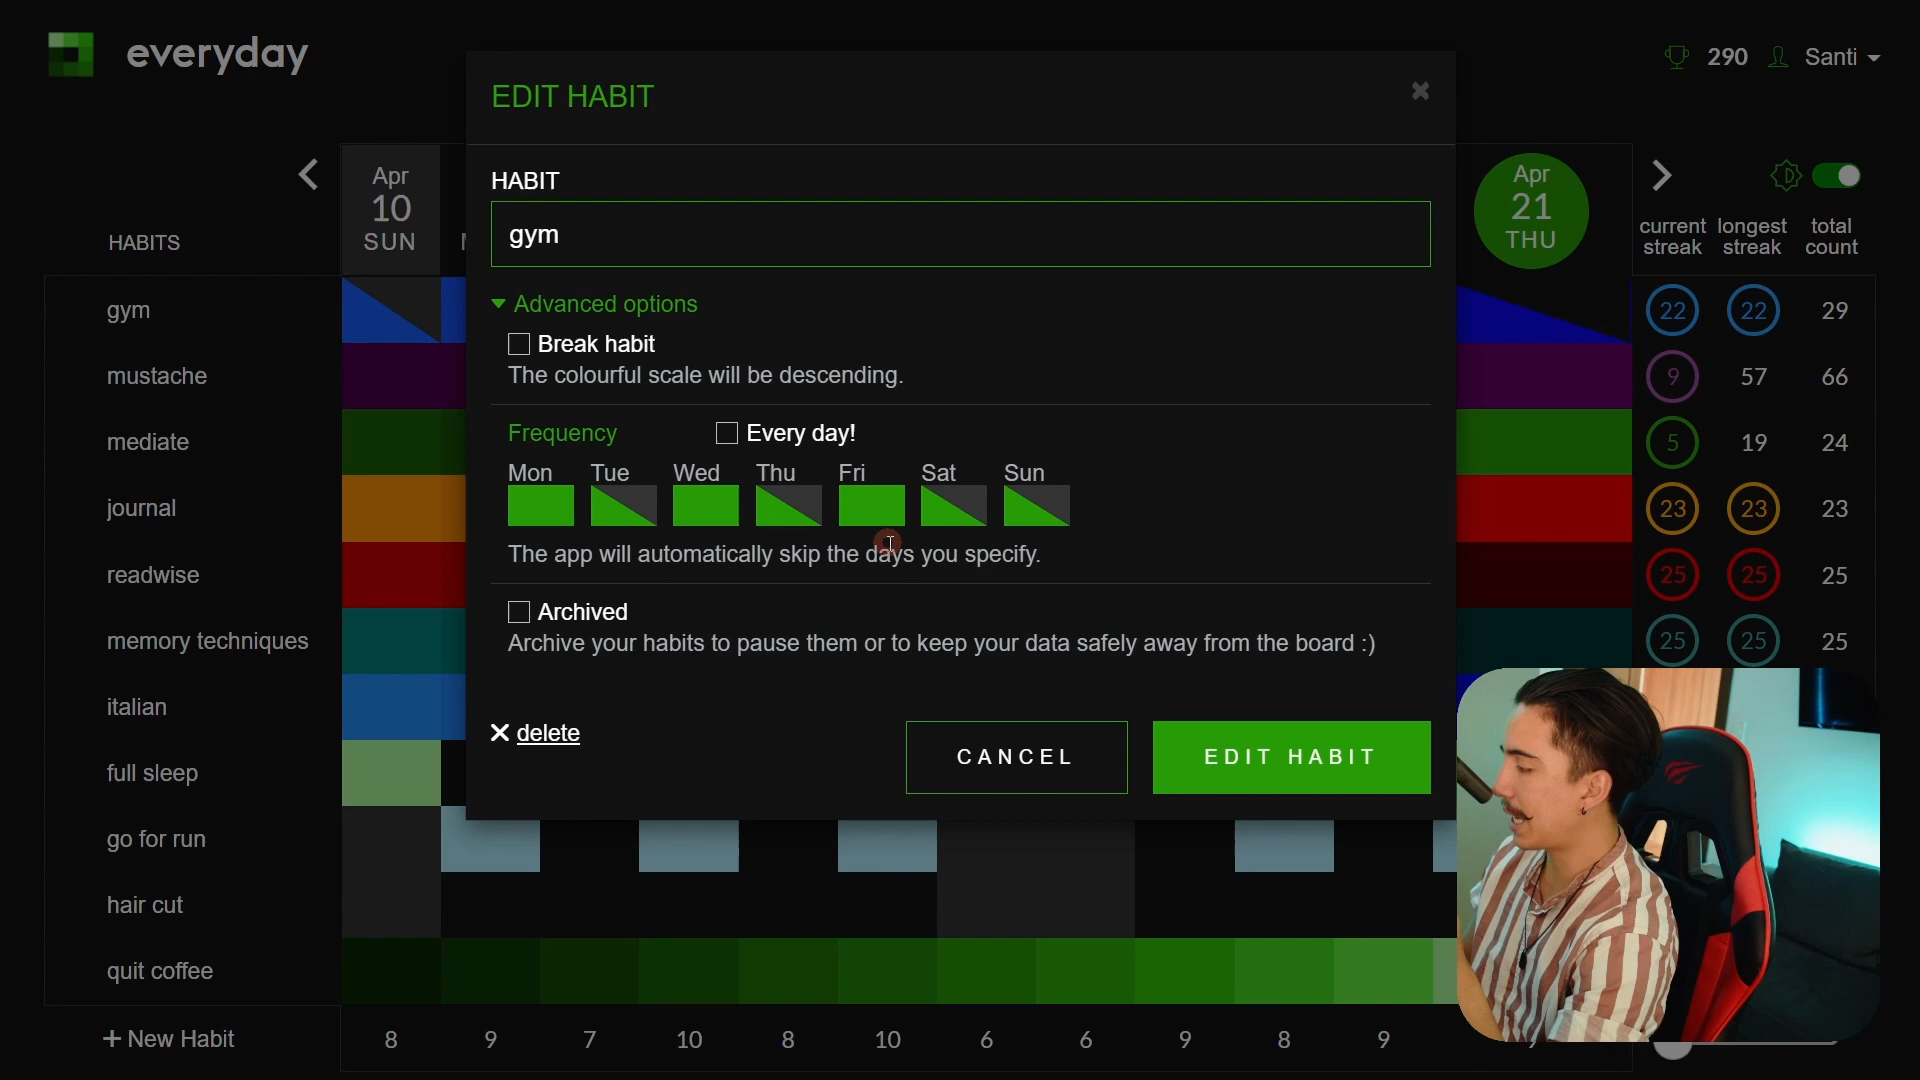 everyday
290
Santi
EDIT HABIT
HABIT
gym
Advanced options
Break habit
The colourful scale will be descending.
Frequency
Every day!
Mon Tue Wed Thu Fri Sat Sun
The app will automatically skip the days you specify.
Archived
Archive your habits to pause them or to keep your data safely away from the board :)
delete
CANCEL
EDIT HABIT
Apr
10
SUN
Apr
21
THU
current streak
longest streak
total count
HABITS
gym 22 22 29
mustache 9 57 66
mediate 5 19 24
journal 23 23 23
readwise 25 25 25
memory techniques 25 25 25
italian
full sleep
go for run
hair cut
quit coffee
+ New Habit
8 9 7 10 8 10 6 6 9 8 9